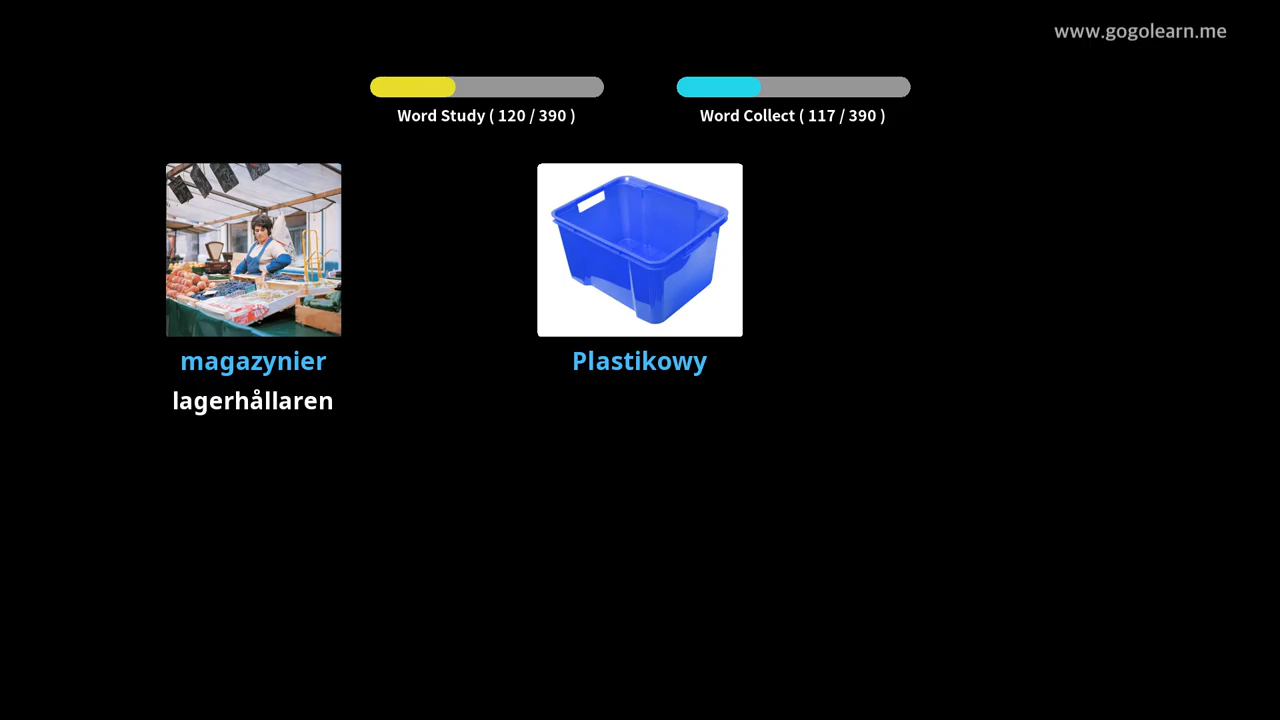 www.gogolearn.me
Word Study ( 120 / 390 )
Word Collect ( 117 / 390 )
magazynier
Plastikowy
lagerhållaren